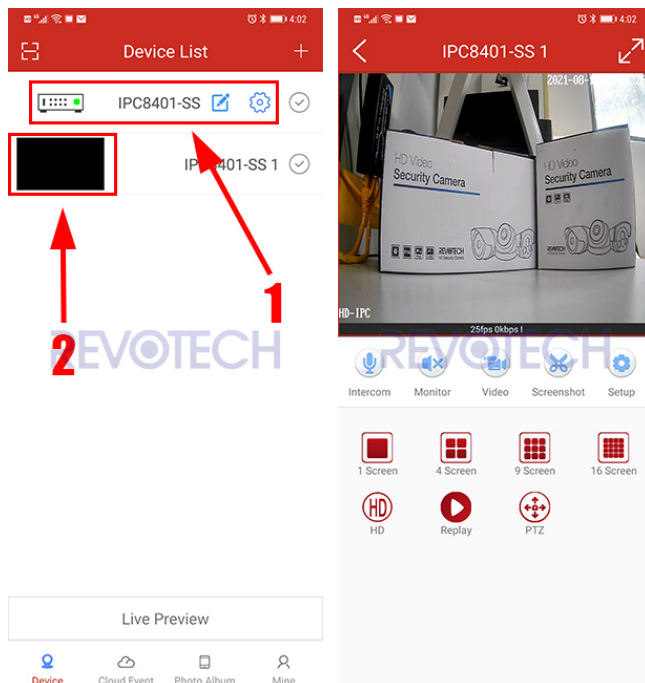 4:02
Device List
IPC8401-SS
IPC8401-SS 1
1
2
REVOTECH
Live Preview
Device
Cloud Event
Photo Album
Mine
4:02
IPC8401-SS 1
2021-08-
HD Video
Security Camera
REVOTECH
HD Video
Security Camera
REVOTECH
HD-IPC
25fps 0kbps I
REVOTECH
Intercom
Monitor
Video
Screenshot
Setup
1 Screen
4 Screen
9 Screen
16 Screen
HD
HD
Replay
PTZ